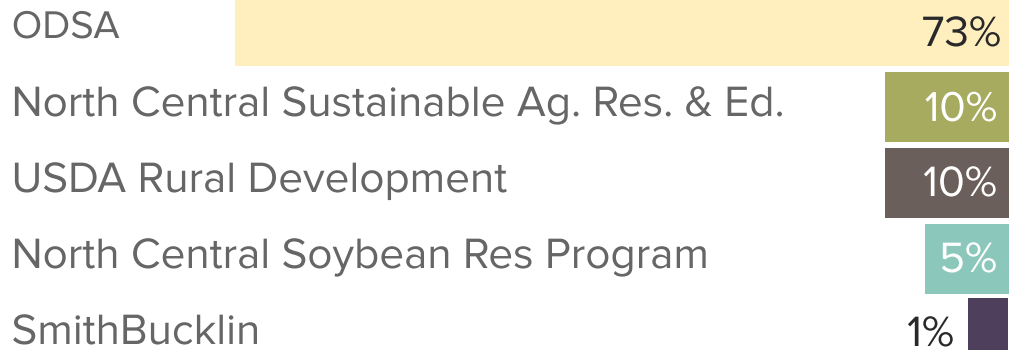 ODSA 73%
North Central Sustainable Ag. Res. & Ed. 10%
USDA Rural Development 10%
North Central Soybean Res Program 5%
SmithBucklin 1%